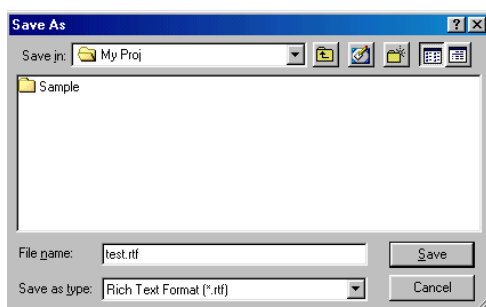 Save As
Save in: My Proj
Sample
File name: test.rtf
Save
Save as type: Rich Text Format (*.rtf)
Cancel